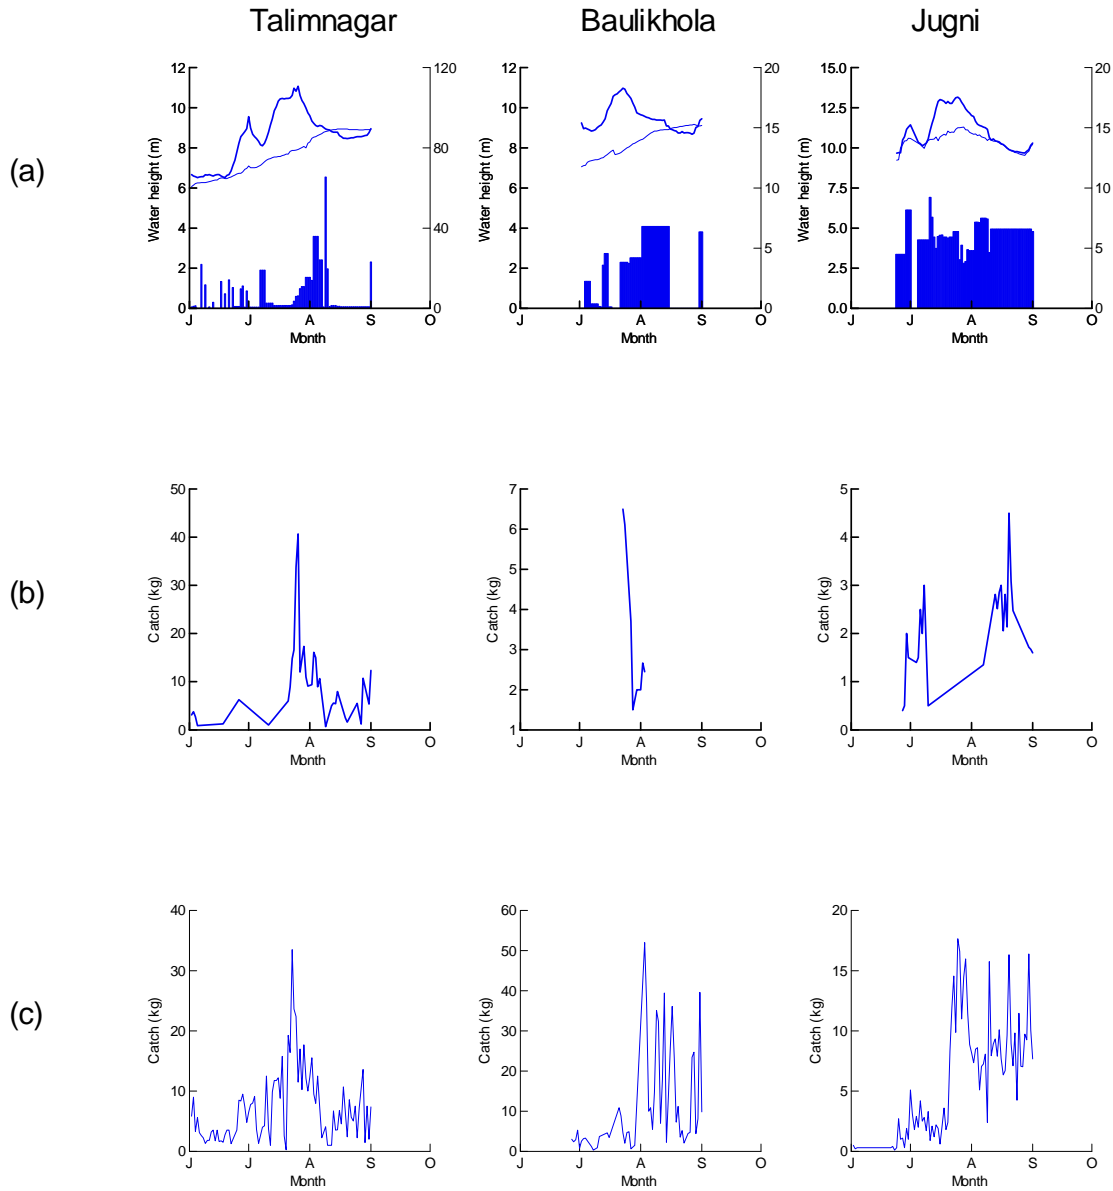 Talimnagar Baulikhola Jugni
(a)
Water height (m)
12
10
8
6
4
2
0
120
80
40
0
J J A S O
Month
Water height (m)
12
10
8
6
4
2
0
20
15
10
5
0
J J A S O
Month
Water height (m)
15.0
12.5
10.0
7.5
5.0
2.5
0.0
20
15
10
5
0
J J A S O
Month
(b)
Catch (kg)
50
40
30
20
10
0
J J A S O
Month
Catch (kg)
7
6
5
4
3
2
1
J J A S O
Month
Catch (kg)
5
4
3
2
1
0
J J A S O
Month
(c)
Catch (kg)
40
30
20
10
0
J J A S O
Month
Catch (kg)
60
50
40
30
20
10
0
J J A S O
Month
Catch (kg)
20
15
10
5
0
J J A S O
Month